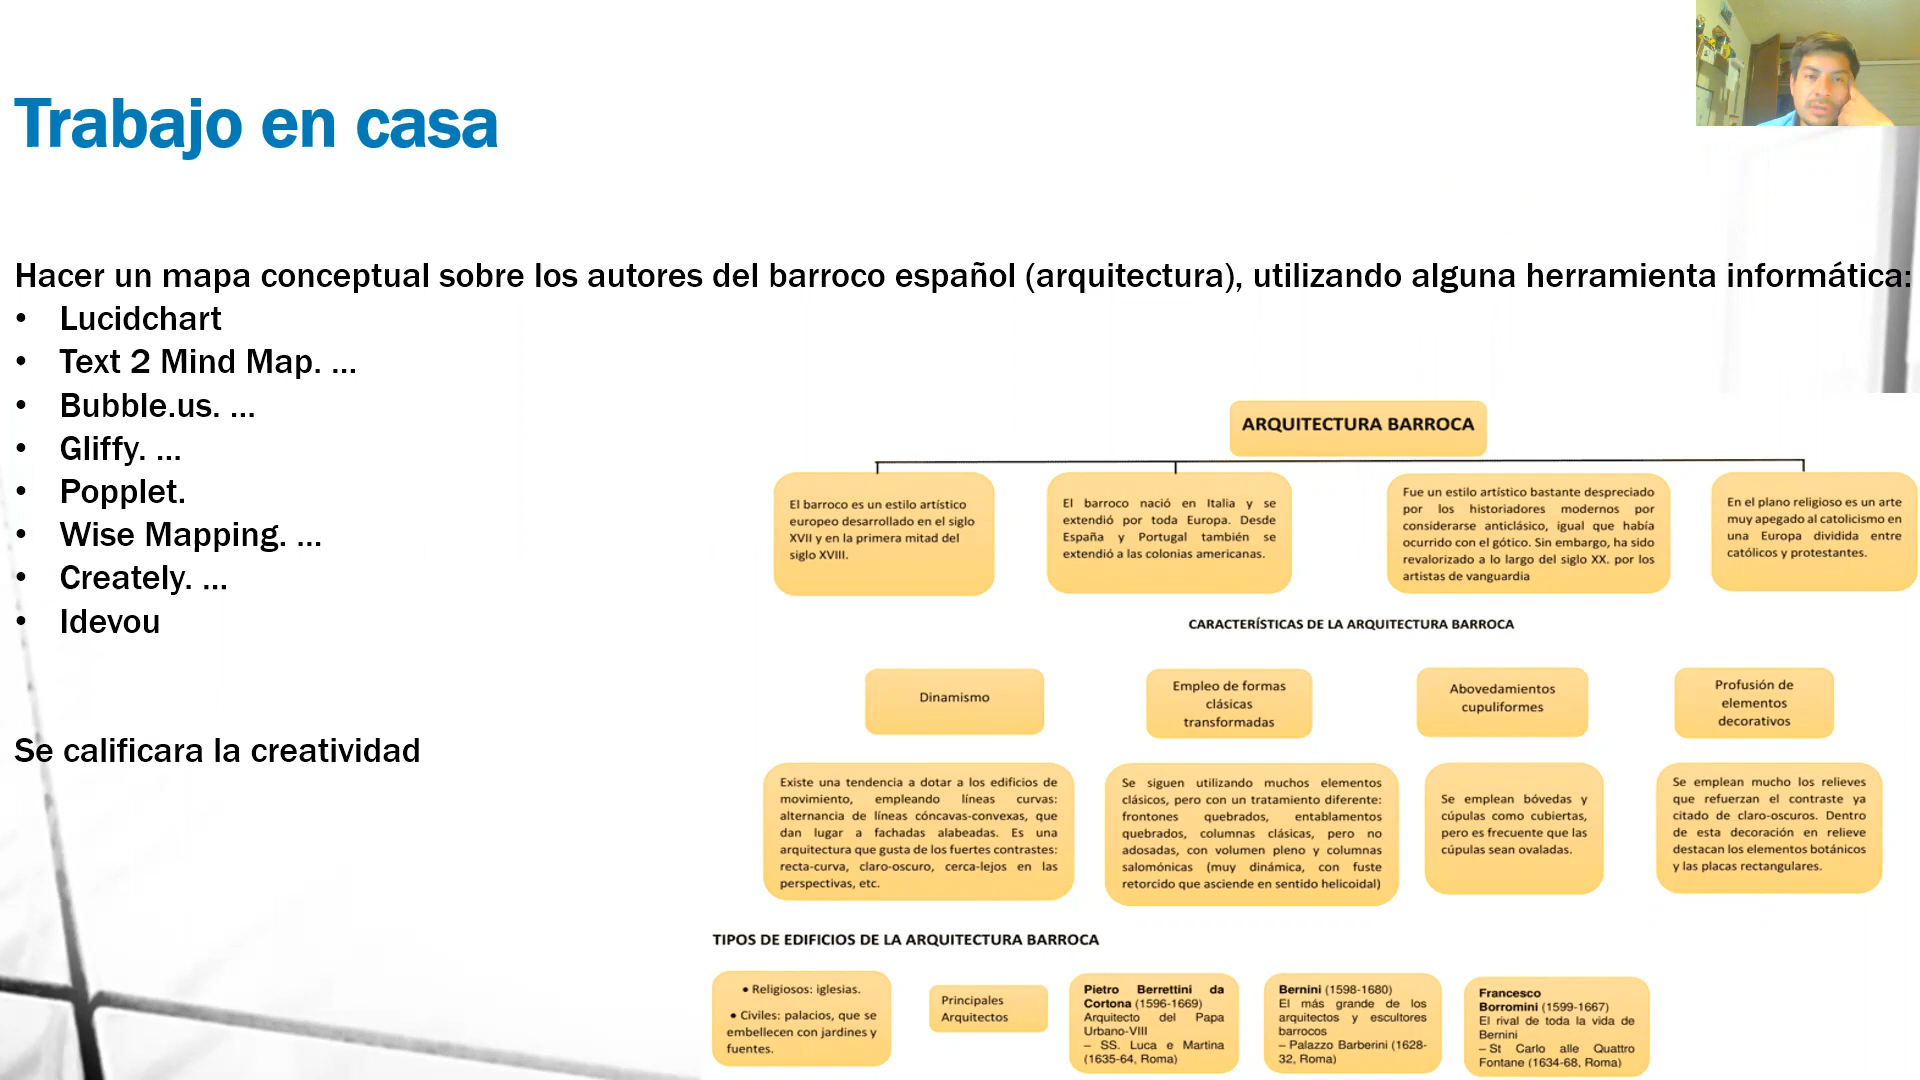 Trabajo en casa
Hacer un mapa conceptual sobre los autores del barroco español (arquitectura), utilizando alguna herramienta informática:
• Lucidchart
• Text 2 Mind Map. ...
• Bubble.us. ...
• Gliffy. ...
• Popplet.
• Wise Mapping. ...
• Creately. ...
• Idevou
Se calificara la creatividad
ARQUITECTURA BARROCA
El barroco es un estilo artístico
europeo desarrollado en el siglo
XVII y en la primera mitad del
siglo XVIII.
El barroco nació en Italia y se
extendió por toda Europa. Desde
España y Portugal también se
extendió a las colonias americanas.
Fue un estilo artístico bastante despreciado
por los historiadores modernos por
considerarse anticlásico, igual que había
ocurrido con el gótico. Sin embargo, ha sido
revalorizado a lo largo del siglo XX. por los
artistas de vanguardia
En el plano religioso es un arte
muy apegado al catolicismo en
una Europa dividida entre
católicos y protestantes.
CARACTERÍSTICAS DE LA ARQUITECTURA BARROCA
Dinamismo
Empleo de formas
clásicas
transformadas
Abovedamientos
cupuliformes
Profusión de
elementos
decorativos
Existe una tendencia a dotar a los edificios de
movimiento, empleando líneas curvas:
alternancia de líneas cóncavas-convexas, que
dan lugar a fachadas alabeadas. Es una
arquitectura que gusta de los fuertes contrastes:
recta-curva, claro-oscuro, cerca-lejos en las
perspectivas, etc.
Se siguen utilizando muchos elementos
clásicos, pero con un tratamiento diferente:
frontones quebrados, entablamentos
quebrados, columnas clásicas, pero no
adosadas, con volumen pleno y columnas
salomónicas (muy dinámica, con fuste
retorcido que asciende en sentido helicoidal)
Se emplean bóvedas y
cúpulas como cubiertas,
pero es frecuente que las
cúpulas sean ovaladas.
Se emplean mucho los relieves
que refuerzan el contraste ya
citado de claro-oscuros. Dentro
de esta decoración en relieve
destacan los elementos botánicos
y las placas rectangulares.
TIPOS DE EDIFICIOS DE LA ARQUITECTURA BARROCA
• Religiosos: iglesias.
• Civiles: palacios, que se
embellecen con jardines y
fuentes.
Principales
Arquitectos
Pietro Berrettini da
Cortona (1596-1669)
Arquitecto del Papa
Urbano-VIII
– SS. Luca e Martina
(1635-64, Roma)
Bernini (1598-1680)
El más grande de los
arquitectos y escultores
barrocos
– Palazzo Barberini (1628-
32, Roma)
Francesco
Borromini (1599-1667)
El rival de toda la vida de
Bernini
– St Carlo alle Quattro
Fontane (1634-68, Roma)